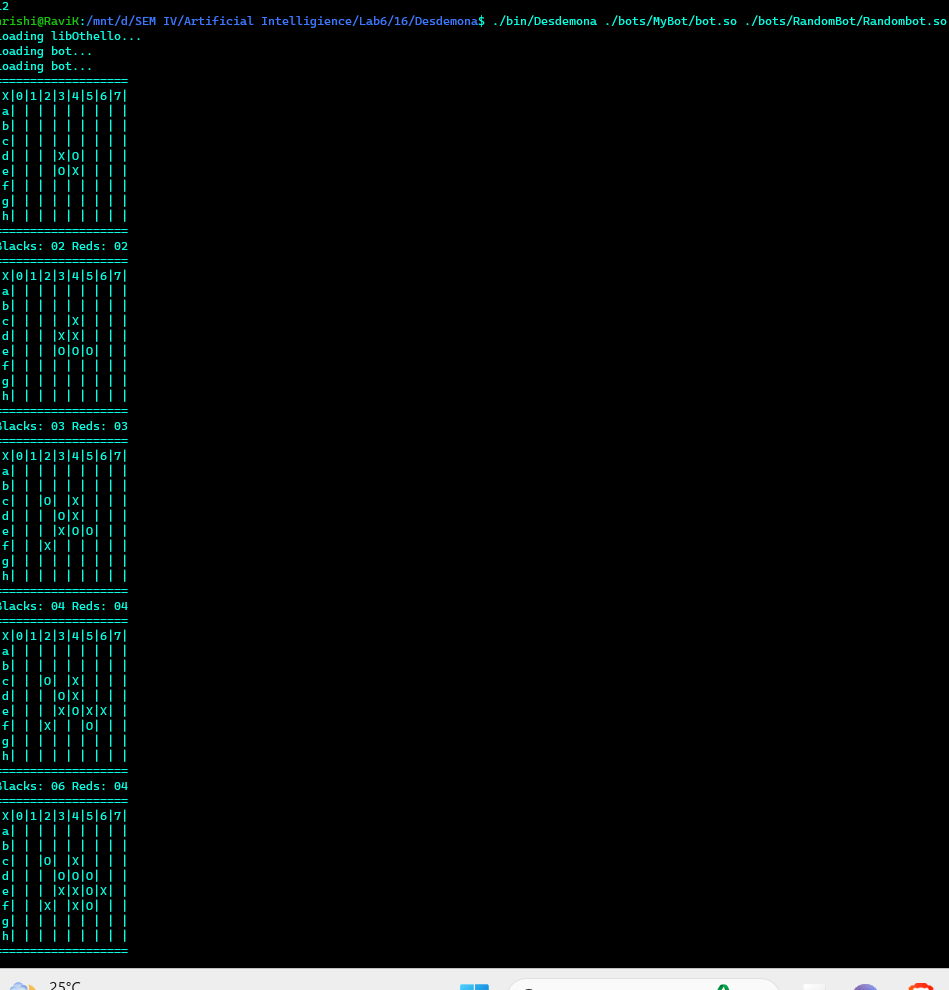 12
arishi@RaviK:/mnt/d/SEM IV/Artificial Intelligience/Lab6/16/Desdemona$ ./bin/Desdemona ./bots/MyBot/bot.so ./bots/RandomBot/Randombot.so
oading libOthello...
oading bot...
oading bot...
==================
X|0|1|2|3|4|5|6|7|
a| | | | | | | | |
b| | | | | | | | |
c| | | | | | | | |
d| | | |X|O| | | |
e| | | |O|X| | | |
f| | | | | | | | |
g| | | | | | | | |
h| | | | | | | | |
==================
Blacks: 02 Reds: 02
==================
X|0|1|2|3|4|5|6|7|
a| | | | | | | | |
b| | | | | | | | |
c| | | | |X| | | |
d| | | |X|X| | | |
e| | | |O|O|O| | |
f| | | | | | | | |
g| | | | | | | | |
h| | | | | | | | |
==================
Blacks: 03 Reds: 03
==================
X|0|1|2|3|4|5|6|7|
a| | | | | | | | |
b| | | | | | | | |
c| | |O| |X| | | |
d| | | |O|X| | | |
e| | | |X|O|O| | |
f| | |X| | | | | |
g| | | | | | | | |
h| | | | | | | | |
==================
Blacks: 04 Reds: 04
==================
X|0|1|2|3|4|5|6|7|
a| | | | | | | | |
b| | | | | | | | |
c| | |O| |X| | | |
d| | | |O|X| | | |
e| | | |X|O|X|X| |
f| | |X| | |O| | |
g| | | | | | | | |
h| | | | | | | | |
==================
Blacks: 06 Reds: 04
==================
X|0|1|2|3|4|5|6|7|
a| | | | | | | | |
b| | | | | | | | |
c| | |O| |X| | | |
d| | | |O|O|O| | |
e| | | |X|X|O|X| |
f| | |X| |X|O| | |
g| | | | | | | | |
h| | | | | | | | |
==================
25°C